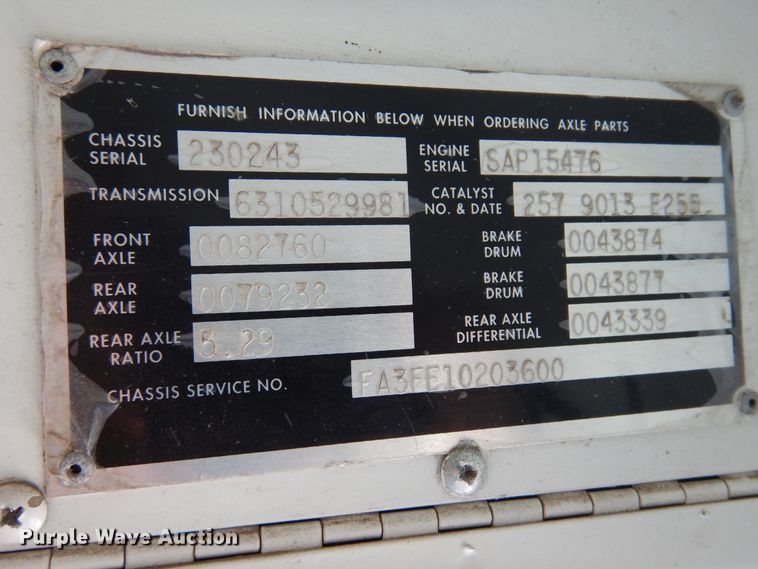 FURNISH INFORMATION BELOW WHEN ORDERING AXLE PARTS
CHASSIS SERIAL 230243
ENGINE SERIAL SAP15476
TRANSMISSION 6310529981
CATALYST NO. & DATE 257 9013 E255
FRONT AXLE 0082760
BRAKE DRUM 0043874
REAR AXLE 0079232
BRAKE DRUM 0043877
REAR AXLE RATIO 5.29
REAR AXLE DIFFERENTIAL 0043339
CHASSIS SERVICE NO. FA3FE10203600
Purple Wave Auction